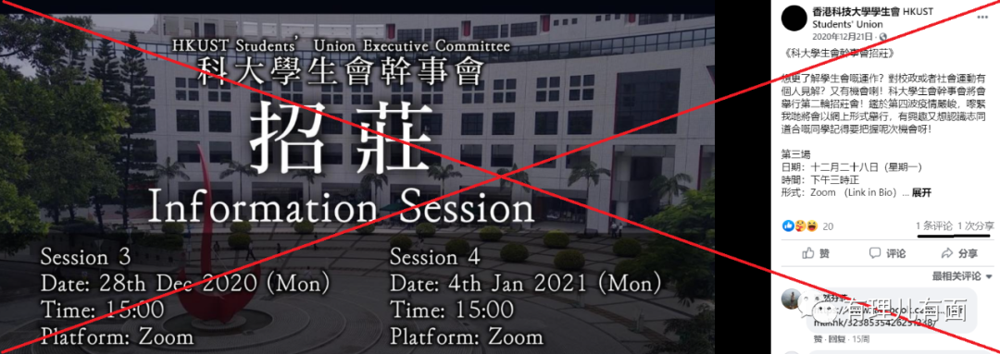 HKUST Students' Union Executive Committee
科大學生會幹事會
招莊
Information Session
Session 3
Date: 28th Dec 2020 (Mon)
Time: 15:00
Platform: Zoom
Session 4
Date: 4th Jan 2021 (Mon)
Time: 15:00
Platform: Zoom
香港科技大學學生會 HKUST
Students' Union
2020年12月21日
《科大學生會幹事會招莊》
想更了解學生會嘅運作？對校政或者社會運動有
個人見解？又有機會喇！科大學生會幹事會將會
舉行第二輪招莊會！鑑於第四波疫情嚴峻，嚟緊
我哋將會以網上形式舉行，有興趣又想認識志同
道合嘅同學記得要把握呢次機會呀！
第三場
日期：十二月二十八日（星期一）
時間：下午三時正
形式：Zoom （Link in Bio）... 展开
20
1 条评论 1 次分享
赞 评论 分享
最相关评论
有理儿有面
赞 · 回复 · 15周